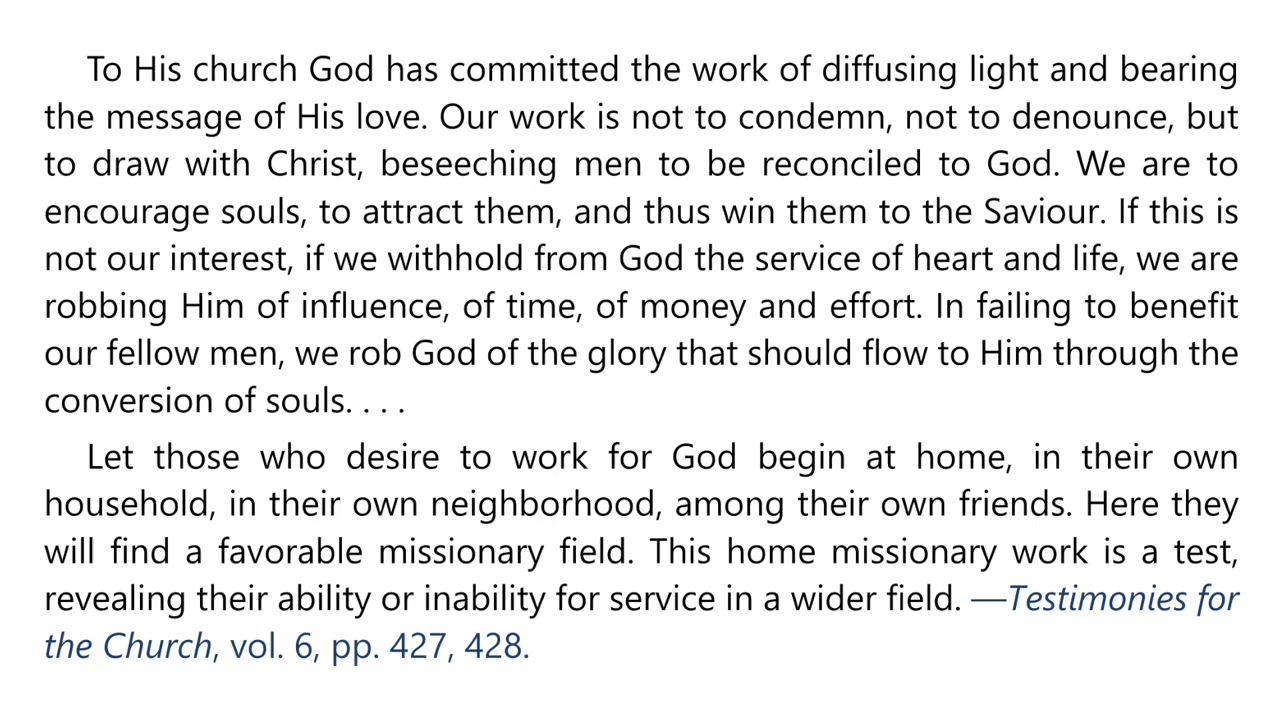 To His church God has committed the work of diffusing light and bearing
the message of His love. Our work is not to condemn, not to denounce, but
to draw with Christ, beseeching men to be reconciled to God. We are to
encourage souls, to attract them, and thus win them to the Saviour. If this is
not our interest, if we withhold from God the service of heart and life, we are
robbing Him of influence, of time, of money and effort. In failing to benefit
our fellow men, we rob God of the glory that should flow to Him through the
conversion of souls. . . .
Let those who desire to work for God begin at home, in their own
household, in their own neighborhood, among their own friends. Here they
will find a favorable missionary field. This home missionary work is a test,
revealing their ability or inability for service in a wider field. —Testimonies for
the Church, vol. 6, pp. 427, 428.